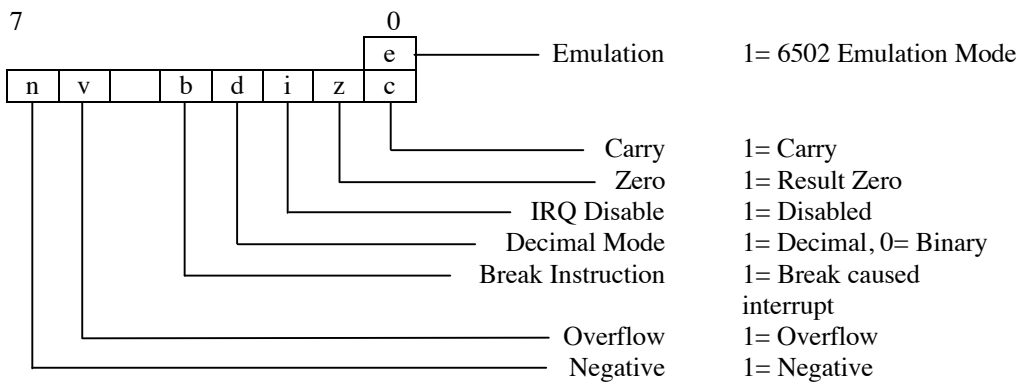 7 0
e Emulation 1= 6502 Emulation Mode
n v b d i z c
Carry 1= Carry
Zero 1= Result Zero
IRQ Disable 1= Disabled
Decimal Mode 1= Decimal, 0= Binary
Break Instruction 1= Break caused
interrupt
Overflow 1= Overflow
Negative 1= Negative